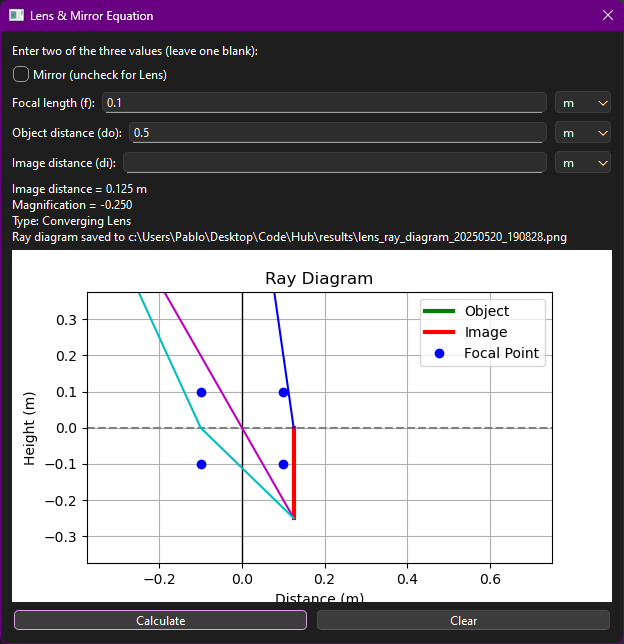 Lens & Mirror Equation
Enter two of the three values (leave one blank):
Mirror (uncheck for Lens)
Focal length (f): 0.1 m
Object distance (do): 0.5 m
Image distance (di): m
Image distance = 0.125 m
Magnification = -0.250
Type: Converging Lens
Ray diagram saved to c:\Users\Pablo\Desktop\Code\Hub\results\lens_ray_diagram_20250520_190828.png
Ray Diagram
Object
Image
Focal Point
Height (m)
0.3
0.2
0.1
0.0
−0.1
−0.2
−0.3
−0.2 0.0 0.2 0.4 0.6
Distance (m)
Calculate Clear